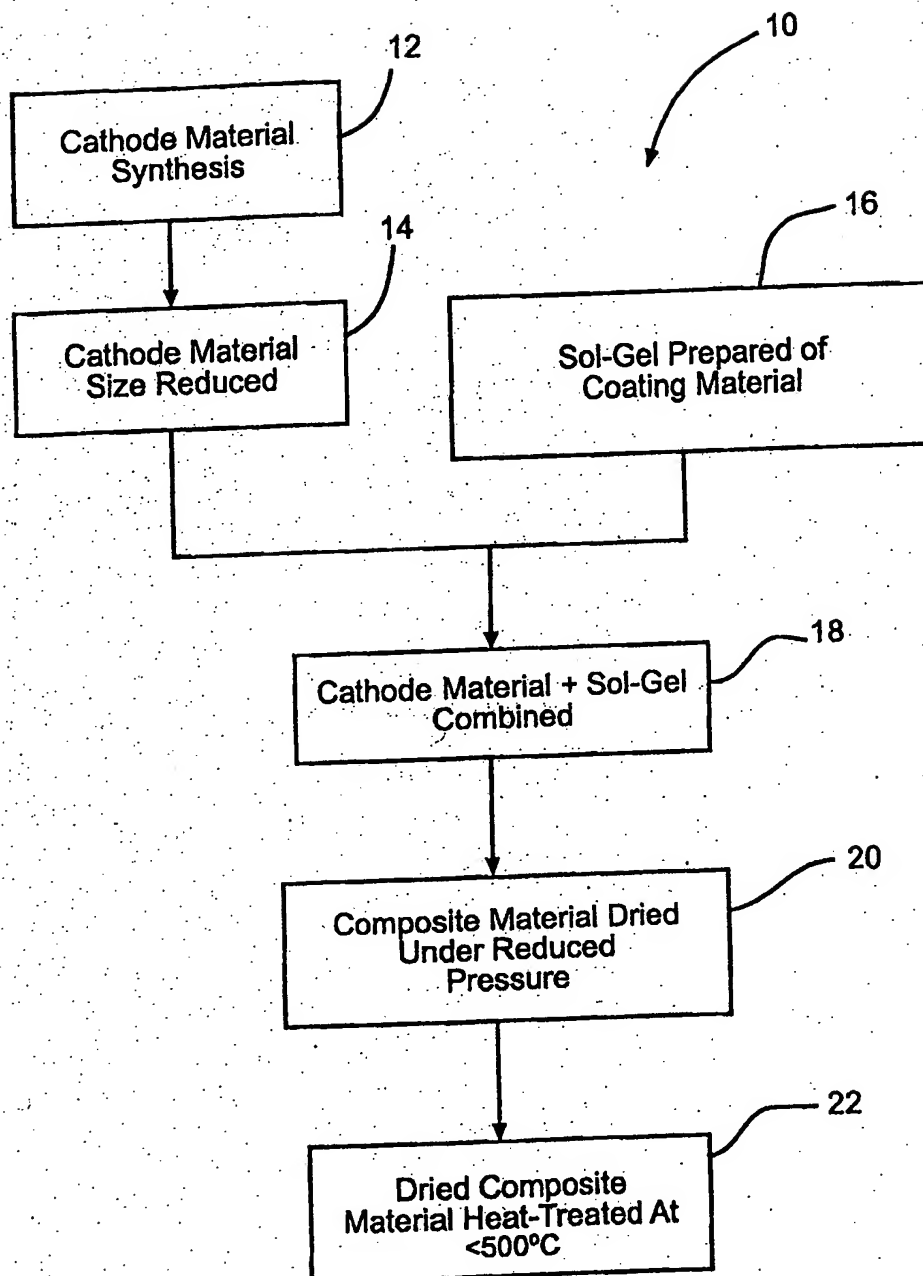 10
12
Cathode Material
Synthesis
14
Cathode Material
Size Reduced
16
Sol-Gel Prepared of
Coating Material
18
Cathode Material + Sol-Gel
Combined
20
Composite Material Dried
Under Reduced
Pressure
22
Dried Composite
Material Heat-Treated At
<500ºC